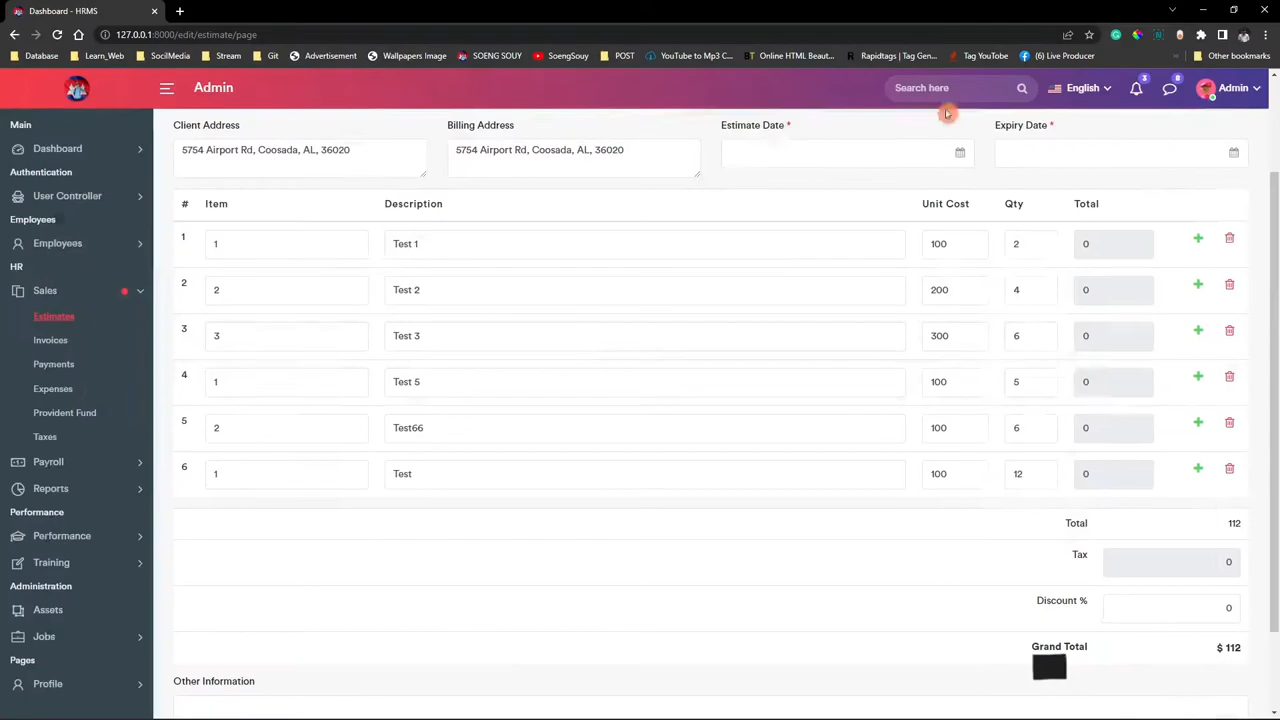 Dashboard - HRMS
127.0.0.1:8000/edit/estimate/page
Database Learn_Web SocilMedia Stream Git Advertisement Wallpapers Image SOENG SOUY SoengSouy POST YouTube to Mp3 C... Online HTML Beaut... Rapidtags | Tag Gen... Tag YouTube (6) Live Producer Other bookmarks
Admin Search here English 3 8 Admin
Main
Dashboard
Authentication
User Controller
Employees
Employees
HR
Sales
Estimates
Invoices
Payments
Expenses
Provident Fund
Taxes
Payroll
Reports
Performance
Performance
Training
Administration
Assets
Jobs
Pages
Profile
Client Address Billing Address Estimate Date * Expiry Date *
5754 Airport Rd, Coosada, AL, 36020 5754 Airport Rd, Coosada, AL, 36020
# Item Description Unit Cost Qty Total
1 1 Test 1 100 2 0
2 2 Test 2 200 4 0
3 3 Test 3 300 6 0
4 1 Test 5 100 5 0
5 2 Test66 100 6 0
6 1 Test 100 12 0
Total 112
Tax 0
Discount % 0
Grand Total $ 112
Other Information